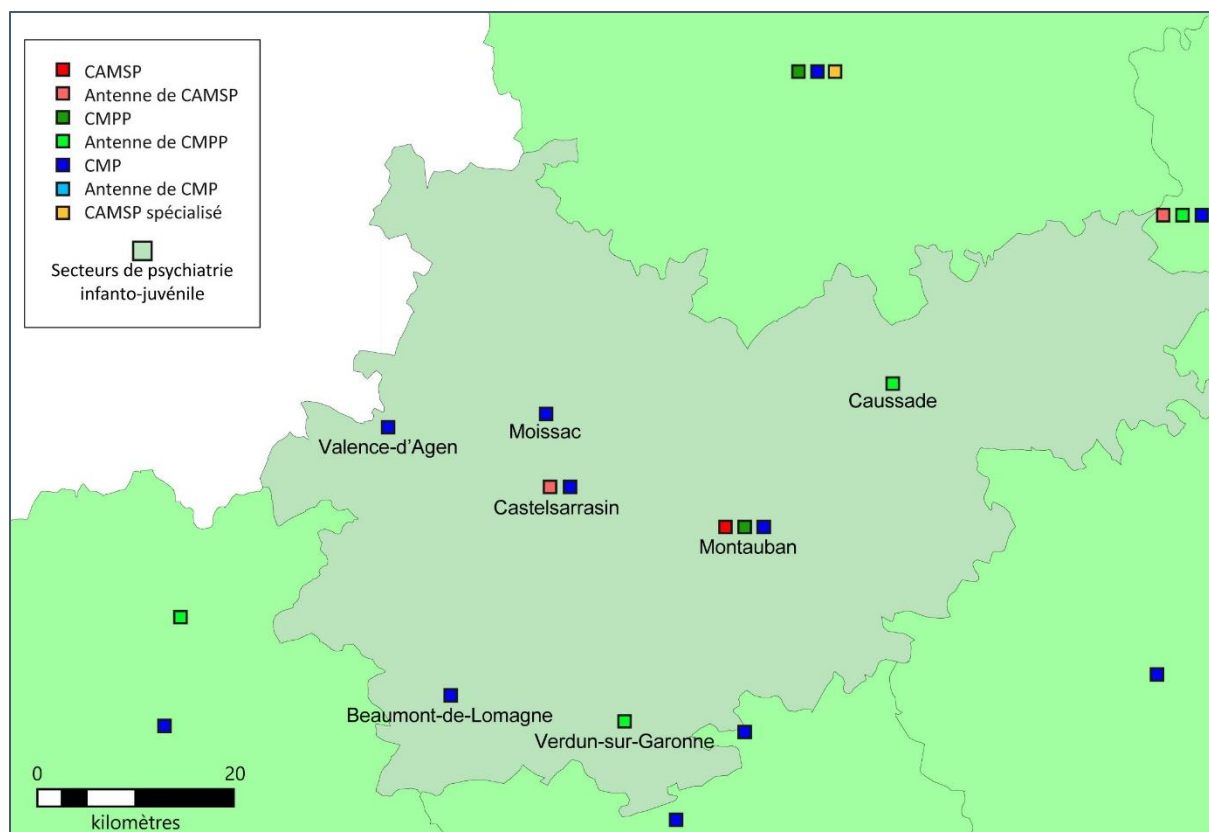 CAMSP
Antenne de CAMSP
CMPP
Antenne de CMPP
CMP
Antenne de CMP
CAMSP spécialisé
Secteurs de psychiatrie
infanto-juvénile
Caussade
Moissac
Valence-d'Agen
Castelsarrasin
Montauban
Beaumont-de-Lomagne
Verdun-sur-Garonne
0 20
kilomètres